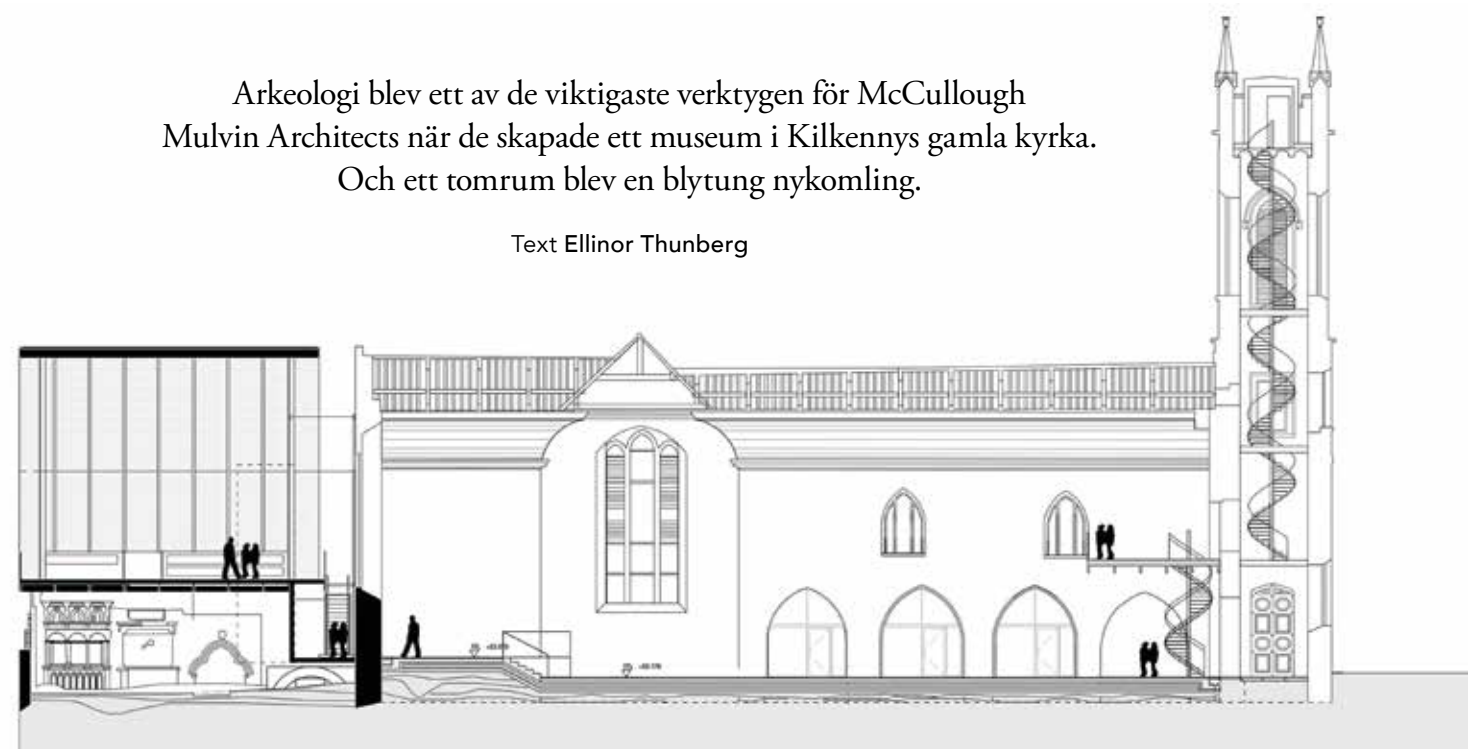 Arkeologi blev ett av de viktigaste verktygen för McCullough
Mulvin Architects när de skapade ett museum i Kilkennys gamla kyrka.
Och ett tomrum blev en blytung nykomling.
Text Ellinor Thunberg